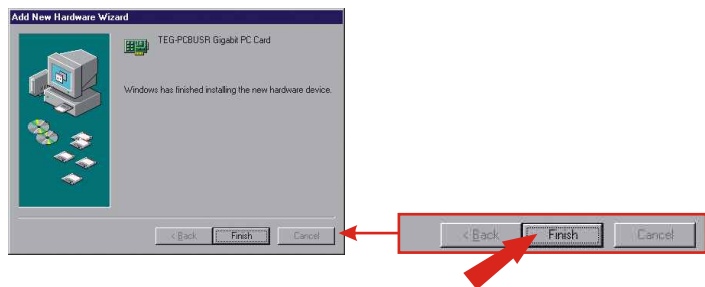 Add New Hardware Wizard
TEG-PCBUSR Gigabit PC Card
Windows has finished installing the new hardware device.
< Back Finish Cancel
< Back Finish Cancel